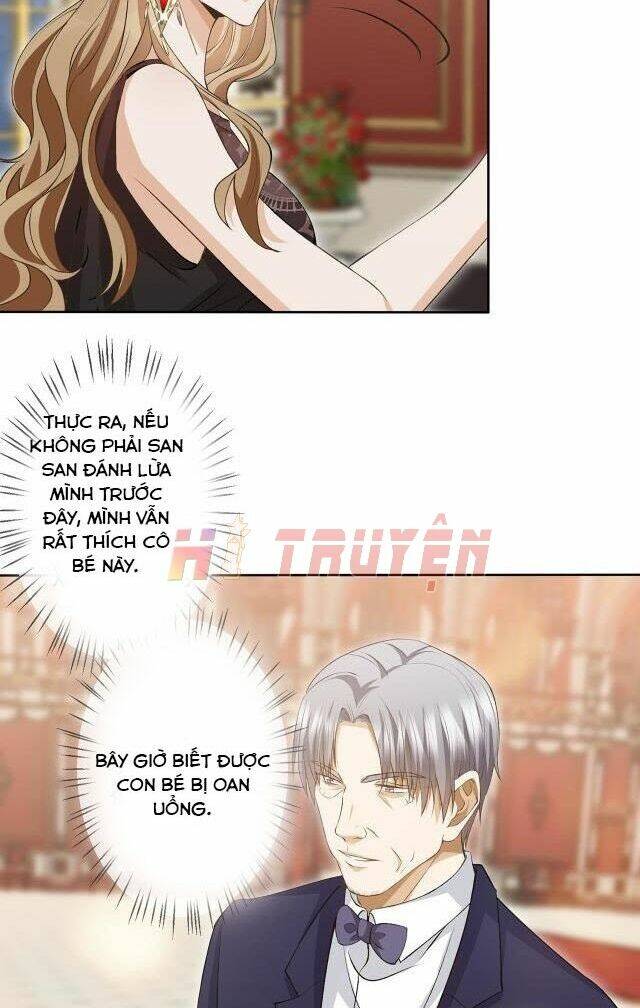 THỰC RA, NẾU
KHÔNG PHẢI SAN
SAN ĐÁNH LỪA
MÌNH TRƯỚC
ĐÂY, MÌNH VẪN
RẤT THÍCH CÔ
BÉ NÀY.
HI TRUYỆN
BÂY GIỜ BIẾT ĐƯỢC
CON BÉ BỊ OAN
UỔNG.